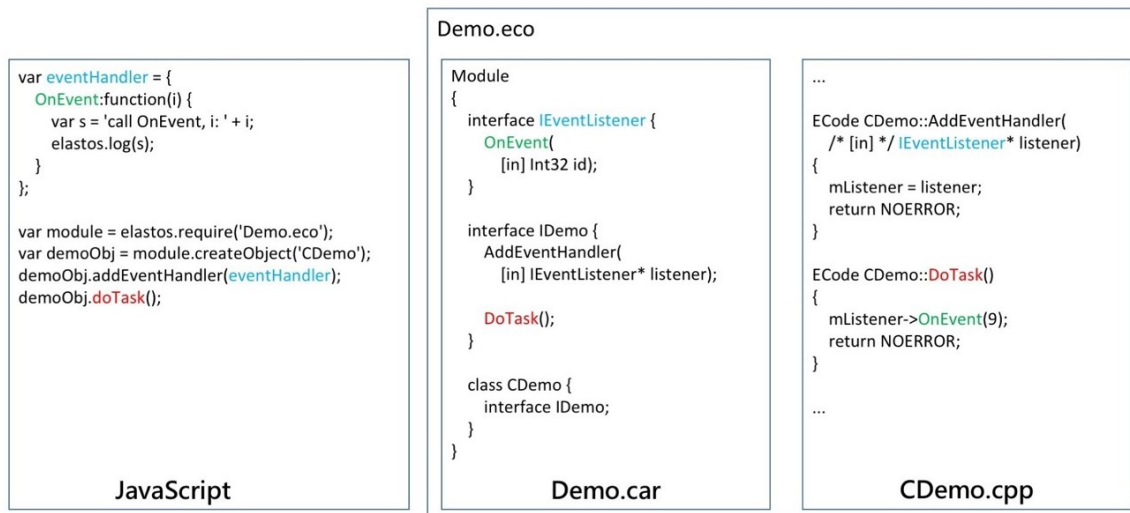 Demo.eco
var eventHandler = {
OnEvent:function(i) {
var s = 'call OnEvent, i: ' + i;
elastos.log(s);
}
};
var module = elastos.require('Demo.eco');
var demoObj = module.createObject('CDemo');
demoObj.addEventHandler(eventHandler);
demoObj.doTask();
JavaScript
Module
{
interface IEventListener {
OnEvent(
[in] Int32 id);
}
interface IDemo {
AddEventHandler(
[in] IEventListener* listener);
DoTask();
}
class CDemo {
interface IDemo;
}
}
Demo.car
...
ECode CDemo::AddEventHandler(
/* [in] */ IEventListener* listener)
{
mListener = listener;
return NOERROR;
}
ECode CDemo::DoTask()
{
mListener->OnEvent(9);
return NOERROR;
}
...
CDemo.cpp